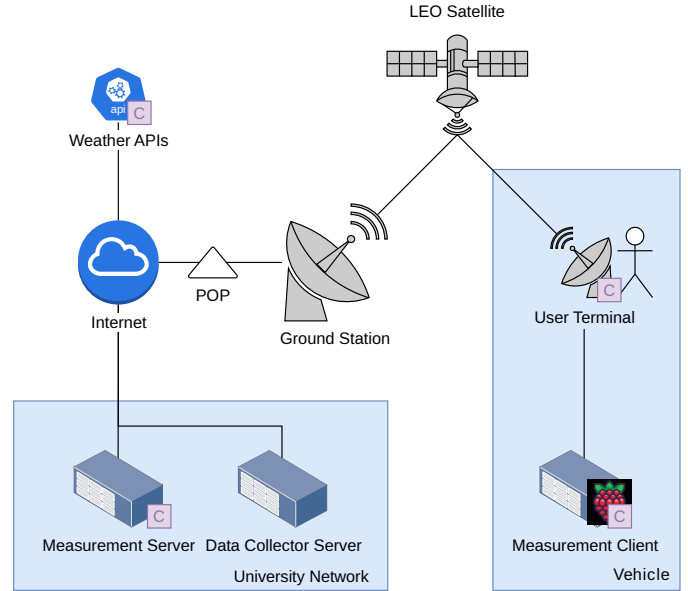 LEO Satellite
api
C
Weather APIs
POP
Internet
Ground Station
C
User Terminal
C
Measurement Server
Data Collector Server
University Network
C
Measurement Client
Vehicle